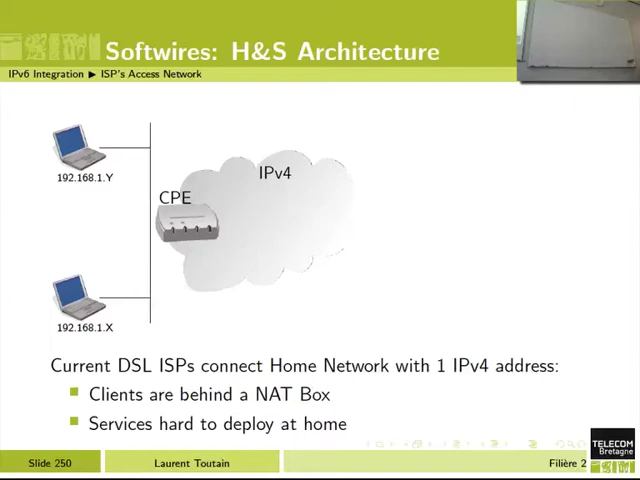 Softwires: H&S Architecture
IPv6 Integration ▶ ISP's Access Network
IPv4
CPE
192.168.1.Y
192.168.1.X
Current DSL ISPs connect Home Network with 1 IPv4 address:
Clients are behind a NAT Box
Services hard to deploy at home
TELECOM
Bretagne
Slide 250
Laurent Toutain
Filière 2